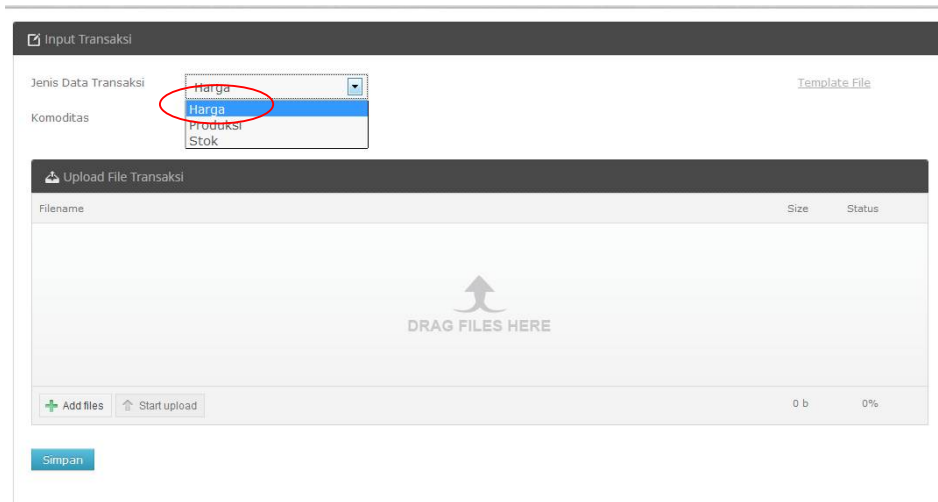 Input Transaksi
Jenis Data Transaksi Harga Template File
Harga
Komoditas Produksi
Stok
Upload File Transaksi
Filename Size Status
DRAG FILES HERE
Add files Start upload 0 b 0%
Simpan